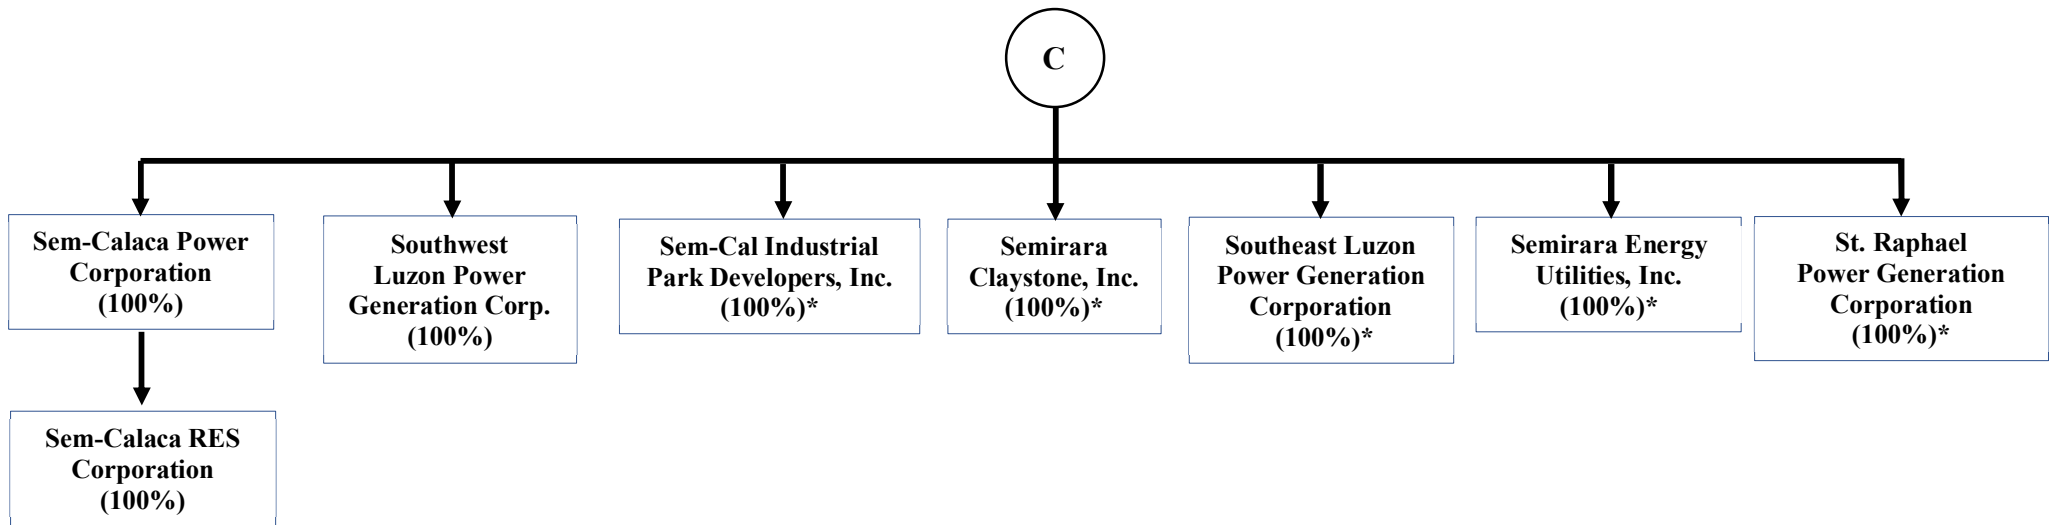 C
Sem-Calaca Power
Corporation
(100%)
Southwest
Luzon Power
Generation Corp.
(100%)
Sem-Cal Industrial
Park Developers, Inc.
(100%)*
Semirara
Claystone, Inc.
(100%)*
Southeast Luzon
Power Generation
Corporation
(100%)*
Semirara Energy
Utilities, Inc.
(100%)*
St. Raphael
Power Generation
Corporation
(100%)*
Sem-Calaca RES
Corporation
(100%)